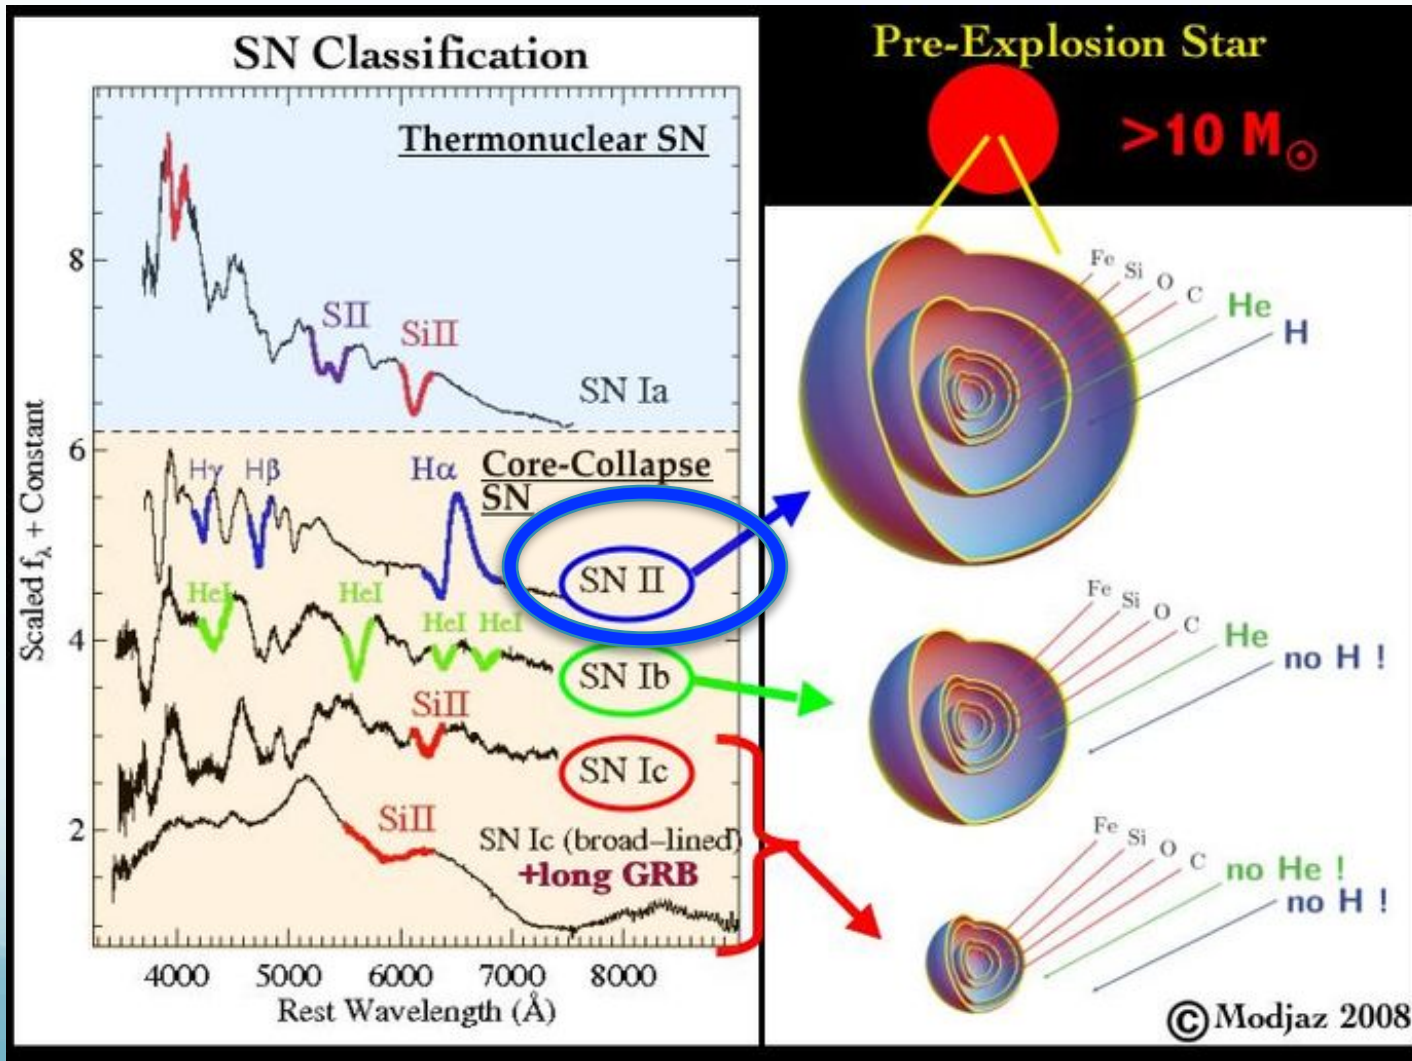 SN Classification
Thermonuclear SN
SII
SiII
SN Ia
Core-Collapse
SN
Hγ
Hβ
Hα
SN II
HeI
HeI
HeI
HeI
SN Ib
SiII
SN Ic
SiII
SN Ic (broad-lined)
+long GRB
8
6
4
2
Scaled fλ + Constant
4000
5000
6000
7000
8000
Rest Wavelength (Å)
Pre-Explosion Star
>10 M☉
Fe
Si
O
C
He
H
Fe
Si
O
C
He
no H !
Fe
Si
O
C
no He !
no H !
© Modjaz 2008